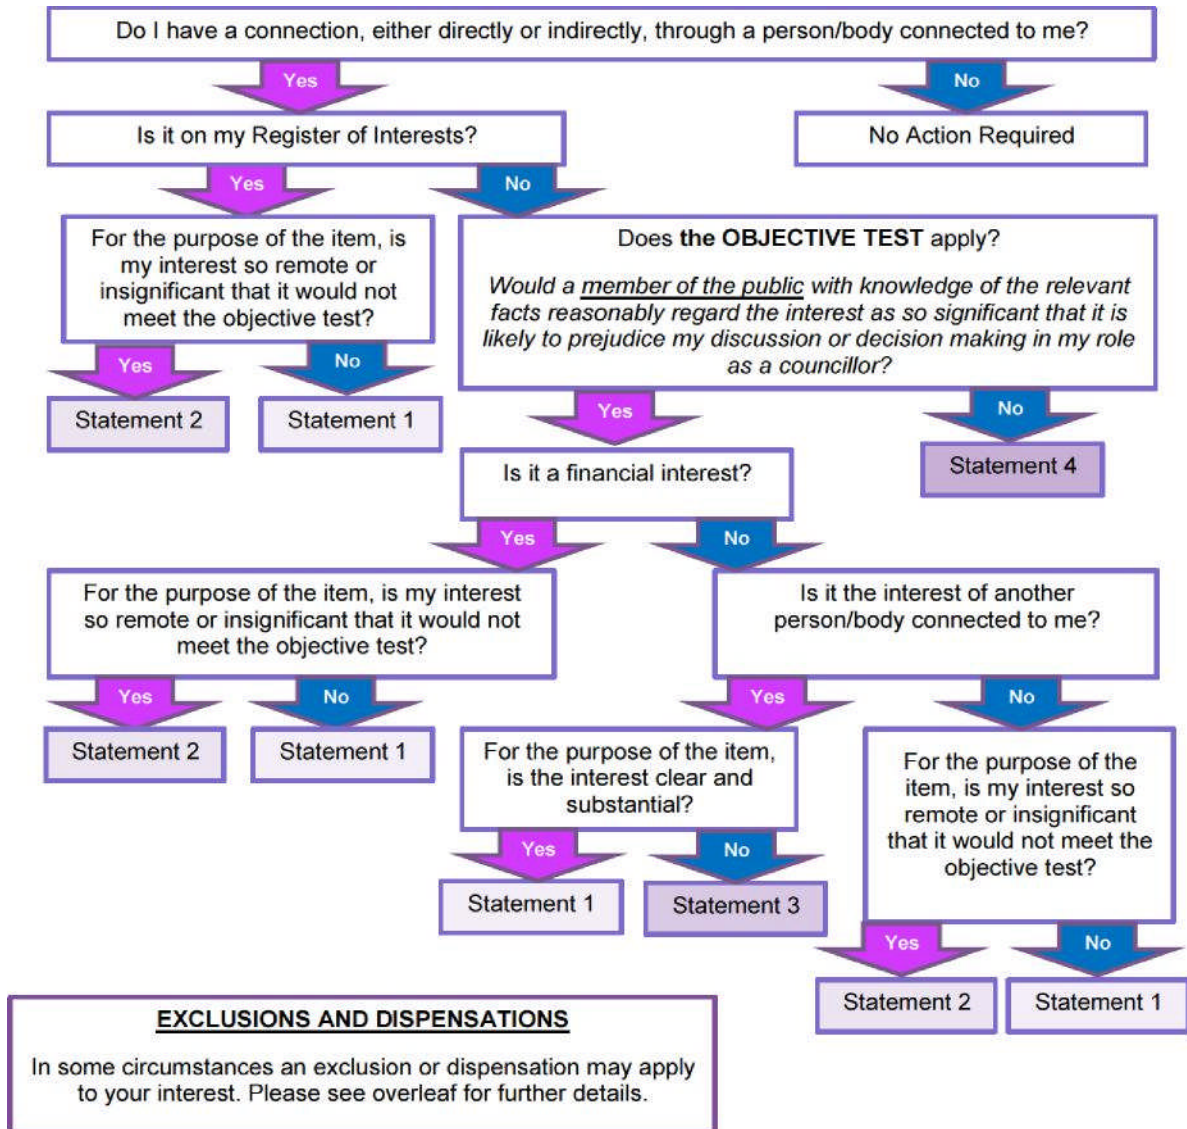 Do I have a connection, either directly or indirectly, through a person/body connected to me?
Yes
No
Is it on my Register of Interests?
No Action Required
Yes
No
For the purpose of the item, is
my interest so remote or
insignificant that it would not
meet the objective test?
Does the OBJECTIVE TEST apply?
Would a member of the public with knowledge of the relevant
facts reasonably regard the interest as so significant that it is
likely to prejudice my discussion or decision making in my role
as a councillor?
Yes
No
Statement 2
Statement 1
Yes
No
Is it a financial interest?
Statement 4
Yes
No
For the purpose of the item, is my interest
so remote or insignificant that it would not
meet the objective test?
Is it the interest of another
person/body connected to me?
Yes
No
Yes
No
Statement 2
Statement 1
For the purpose of the item,
is the interest clear and
substantial?
For the purpose of the
item, is my interest so
remote or insignificant
that it would not meet the
objective test?
Yes
No
Statement 1
Statement 3
Yes
No
Statement 2
Statement 1
EXCLUSIONS AND DISPENSATIONS
In some circumstances an exclusion or dispensation may apply
to your interest. Please see overleaf for further details.